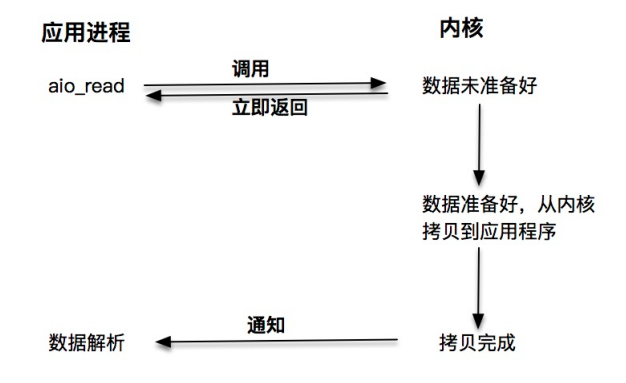 应用进程
内核
调用
aio_read
数据未准备好
立即返回
数据准备好，从内核
拷贝到应用程序
通知
数据解析
拷贝完成